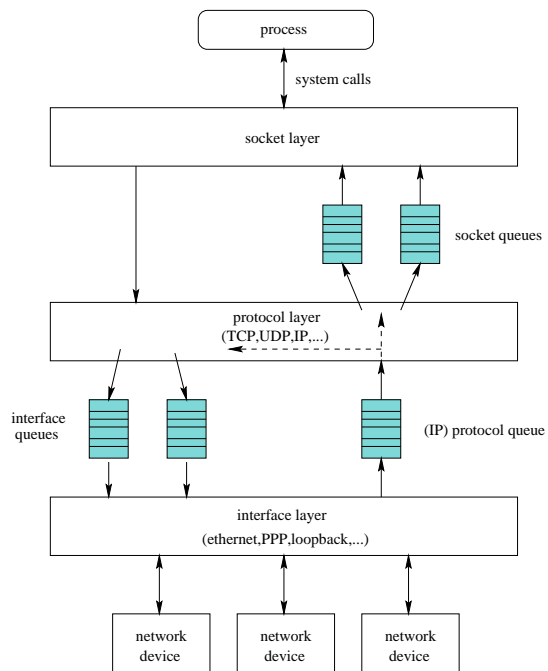 process
system calls
socket layer
socket queues
protocol layer
(TCP,UDP,IP,...)
interface
queues
(IP) protocol queue
interface layer
(ethernet,PPP,loopback,...)
network
device
network
device
network
device